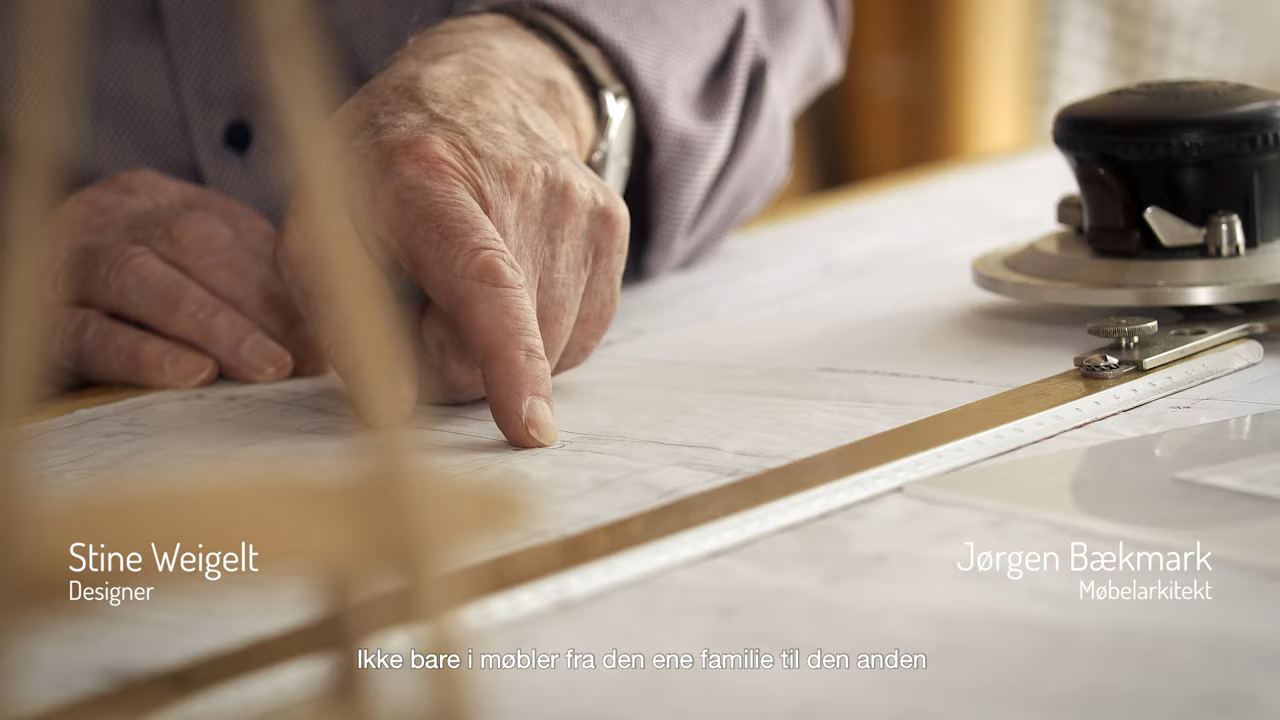 Stine Weigelt
Designer
Jørgen Bækmark
Møbelarkitekt
Ikke bare i møbler fra den ene familie til den anden